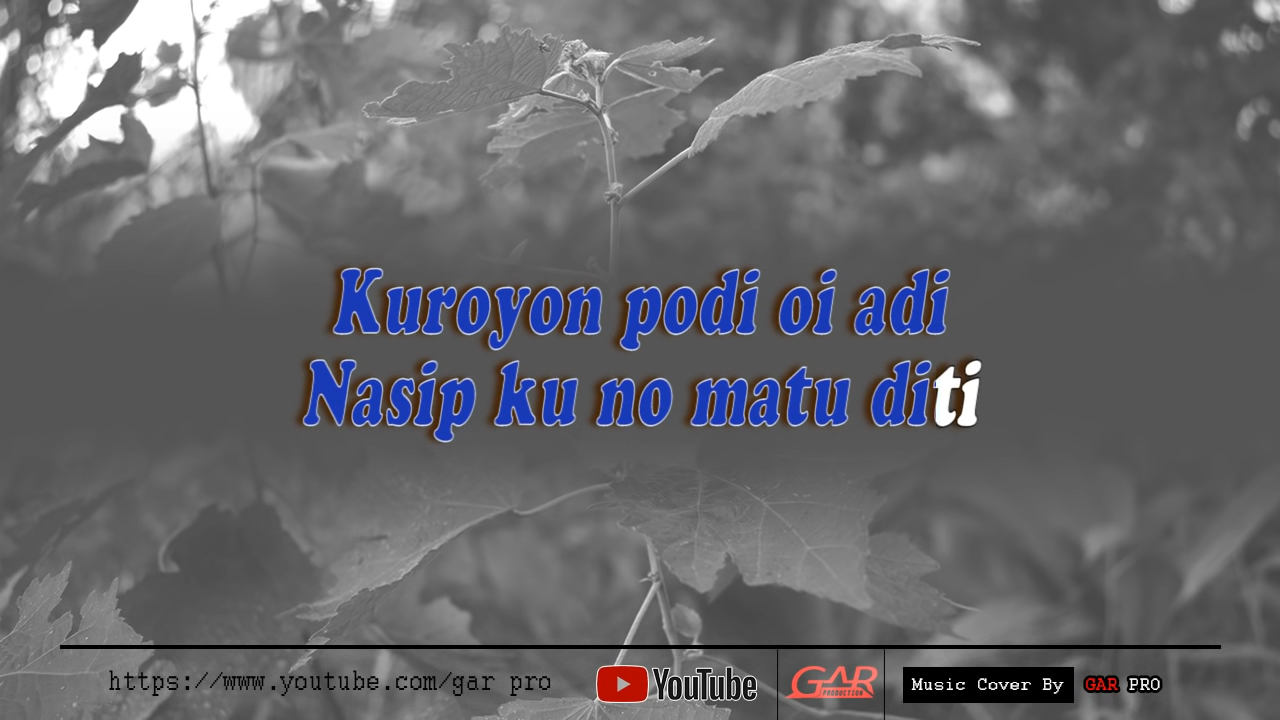 Kuroyon podi oi adi
Nasip ku no matu diti
https://www.youtube.com/gar pro
YouTube
GAR
PRODUCTION
Music Cover By GAR PRO